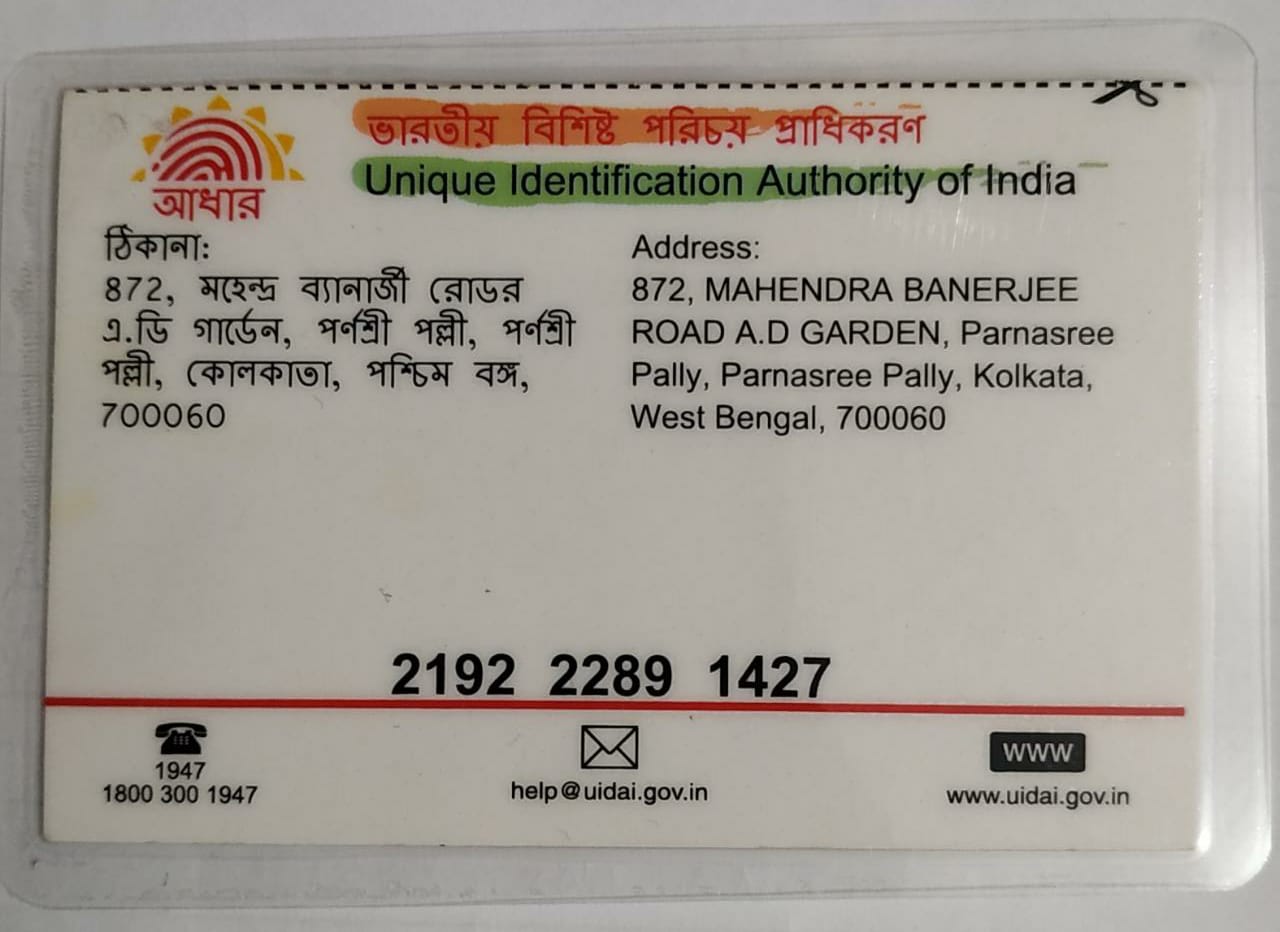 ভারতীয় বিশিষ্ট পরিচয় প্রাধিকরণ
Unique Identification Authority of India
আধার
ঠিকানা:
872, মহেন্দ্র ব্যানার্জী রোডর
এ.ডি গার্ডেন, পর্ণশ্রী পল্লী, পর্ণশ্রী
পল্লী, কোলকাতা, পশ্চিম বঙ্গ,
700060
Address:
872, MAHENDRA BANERJEE
ROAD A.D GARDEN, Parnasree
Pally, Parnasree Pally, Kolkata,
West Bengal, 700060
2192 2289 1427
1947
1800 300 1947
help@uidai.gov.in
WWW
www.uidai.gov.in